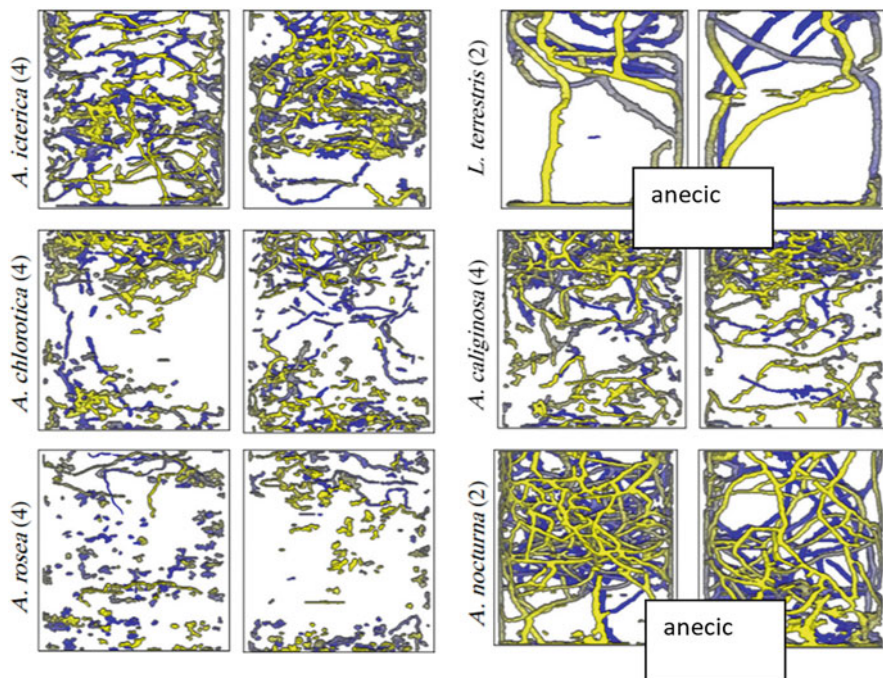 A. icterica (4)
L. terrestris (2)
anecic
A. chlorotica (4)
A. caliginosa (4)
A. rosea (4)
A. nocturna (2)
anecic